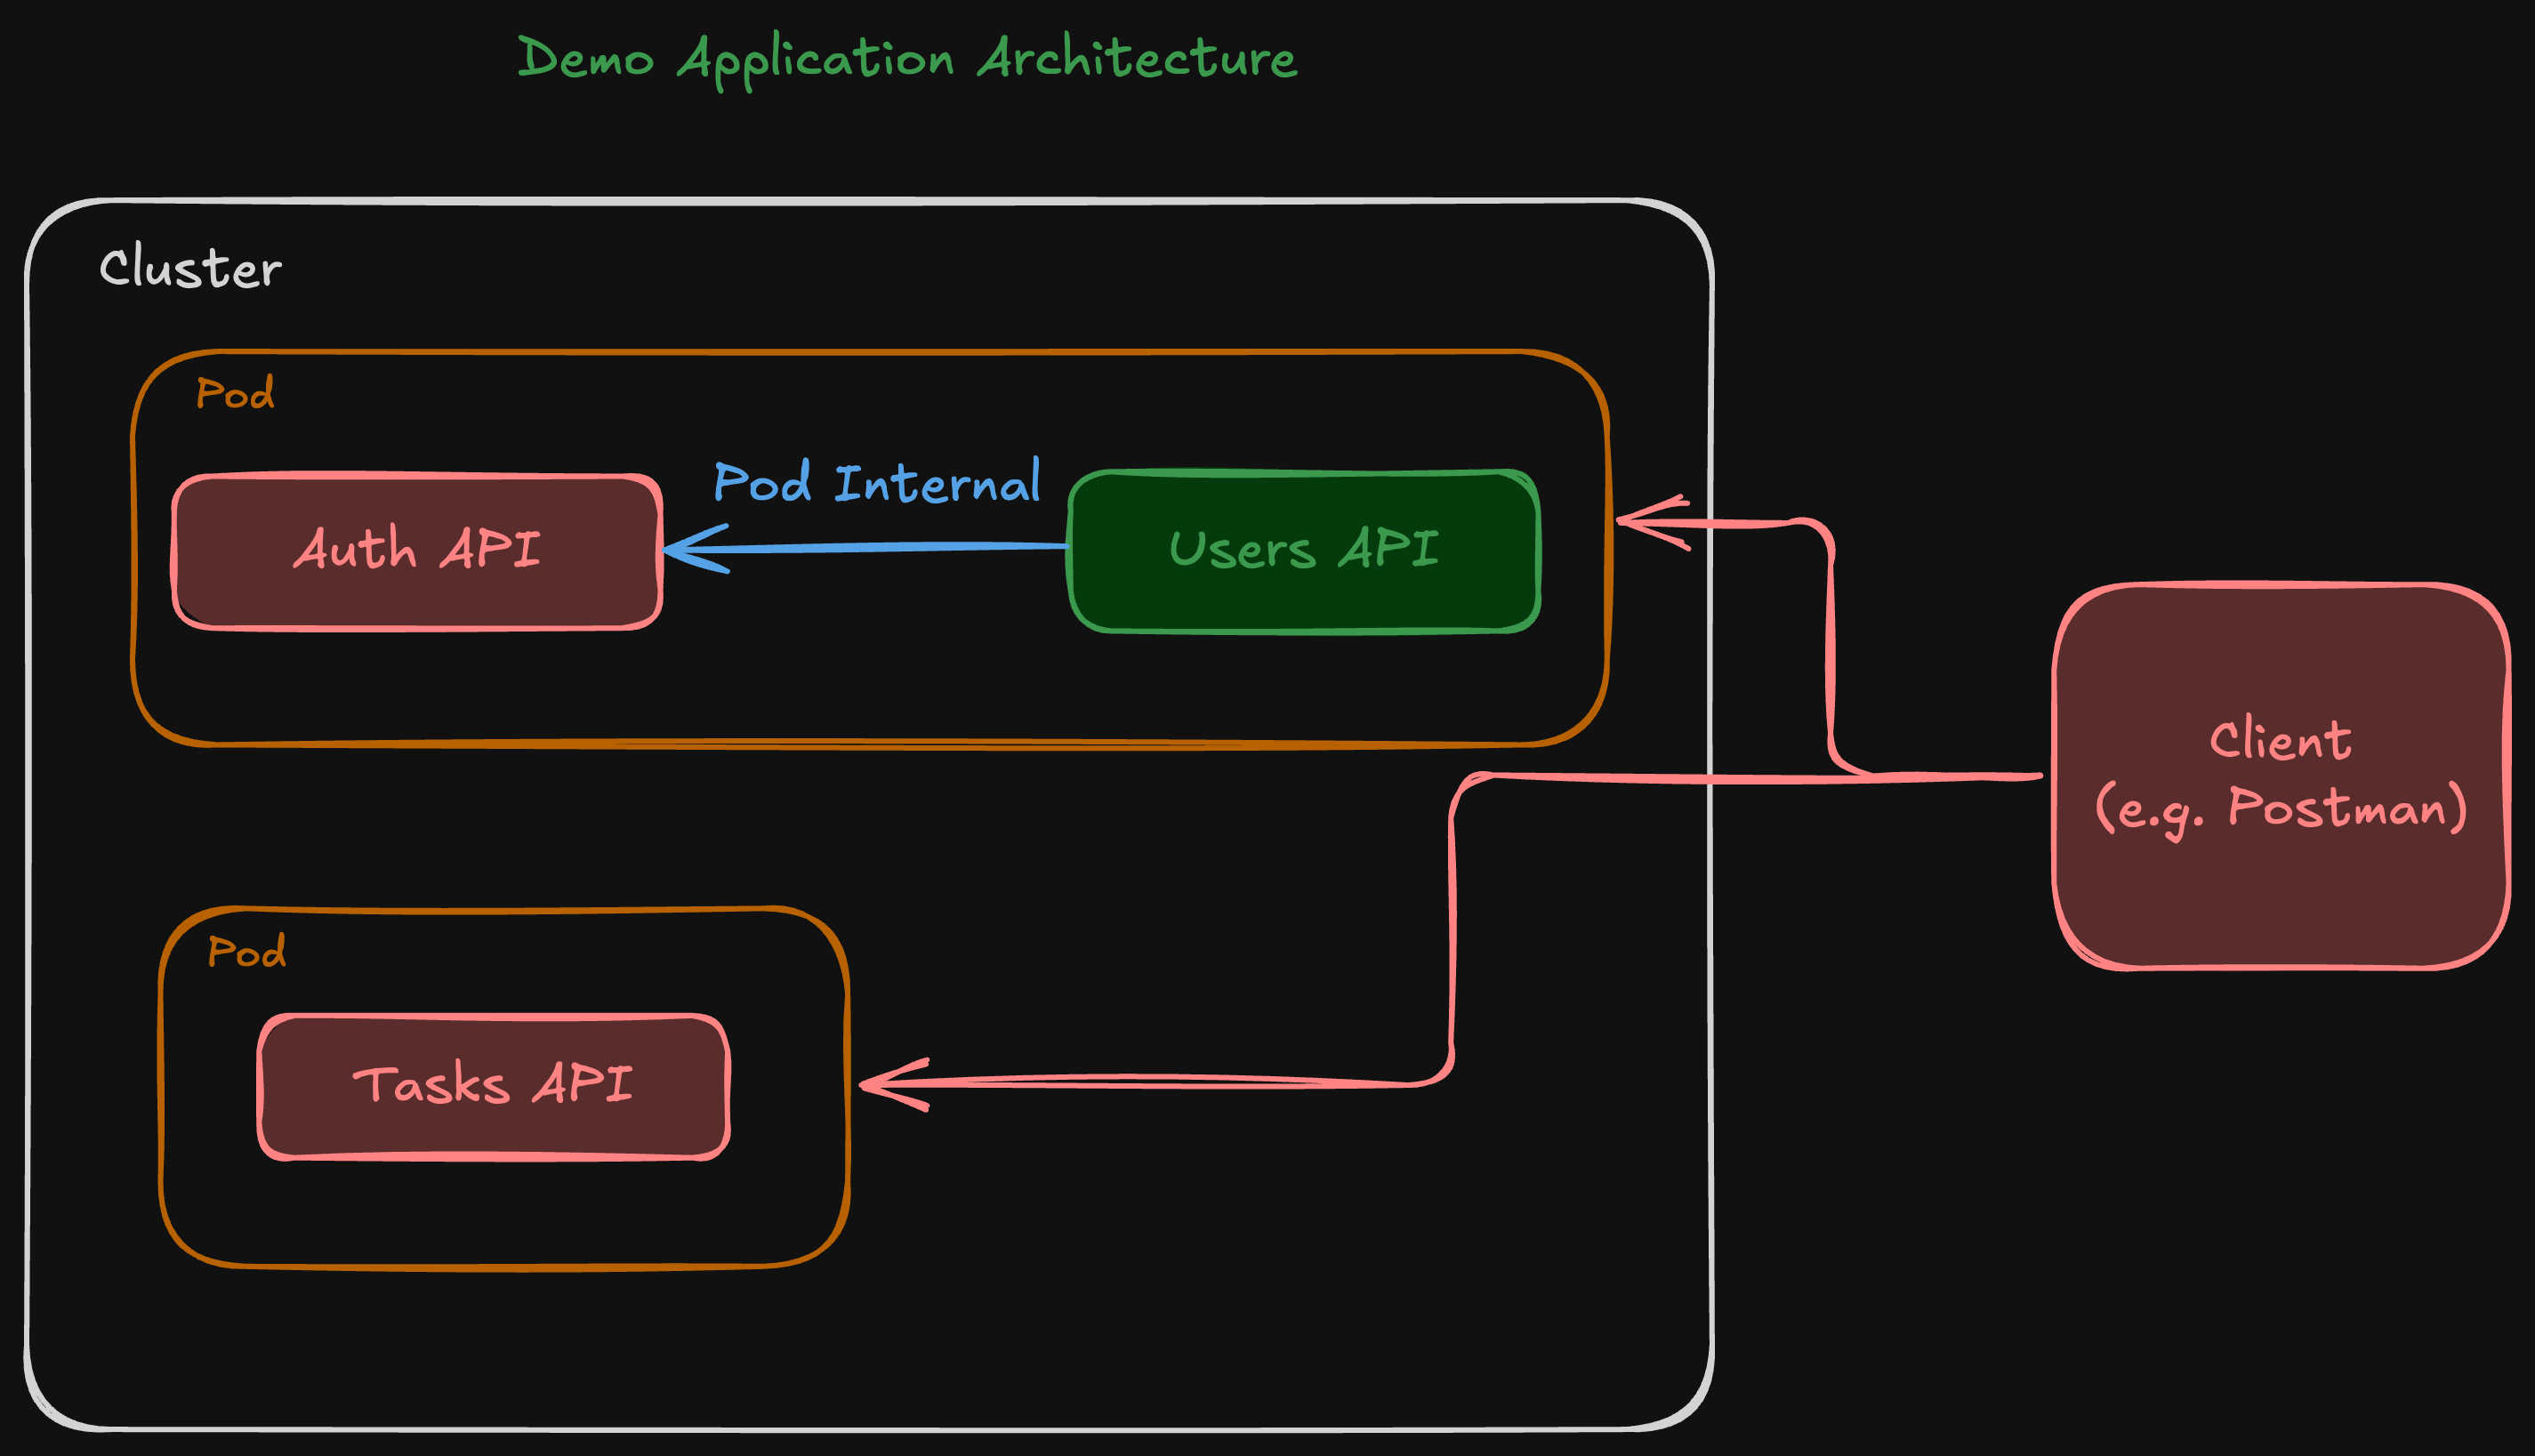 Demo Application Architecture
Cluster
Pod
Auth API
Pod Internal
Users API
Client
(e.g. Postman)
Pod
Tasks API